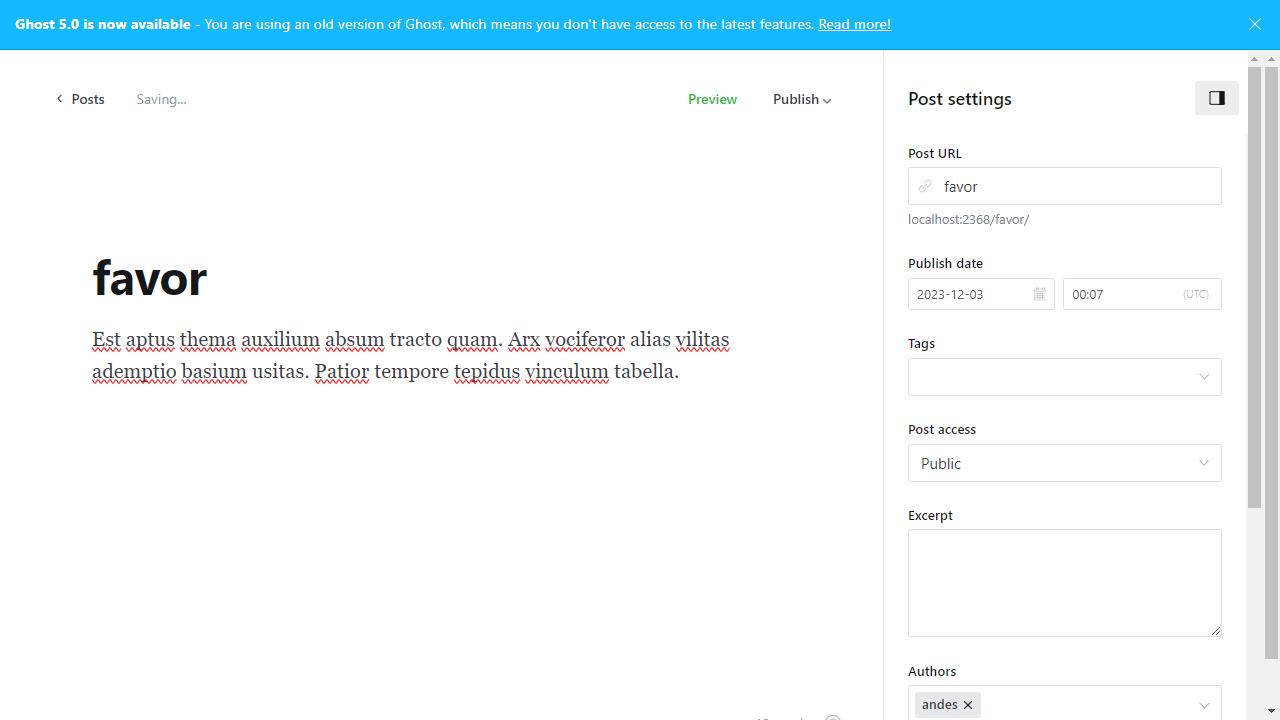 Ghost 5.0 is now available - You are using an old version of Ghost, which means you don't have access to the latest features. Read more!
Posts
Saving...
Preview
Publish
favor
Est aptus thema auxilium absum tracto quam. Arx vociferor alias vilitas
ademptio basium usitas. Patior tempore tepidus vinculum tabella.
Post settings
Post URL
favor
localhost:2368/favor/
Publish date
2023-12-03
00:07
(UTC)
Tags
Post access
Public
Excerpt
Authors
andes